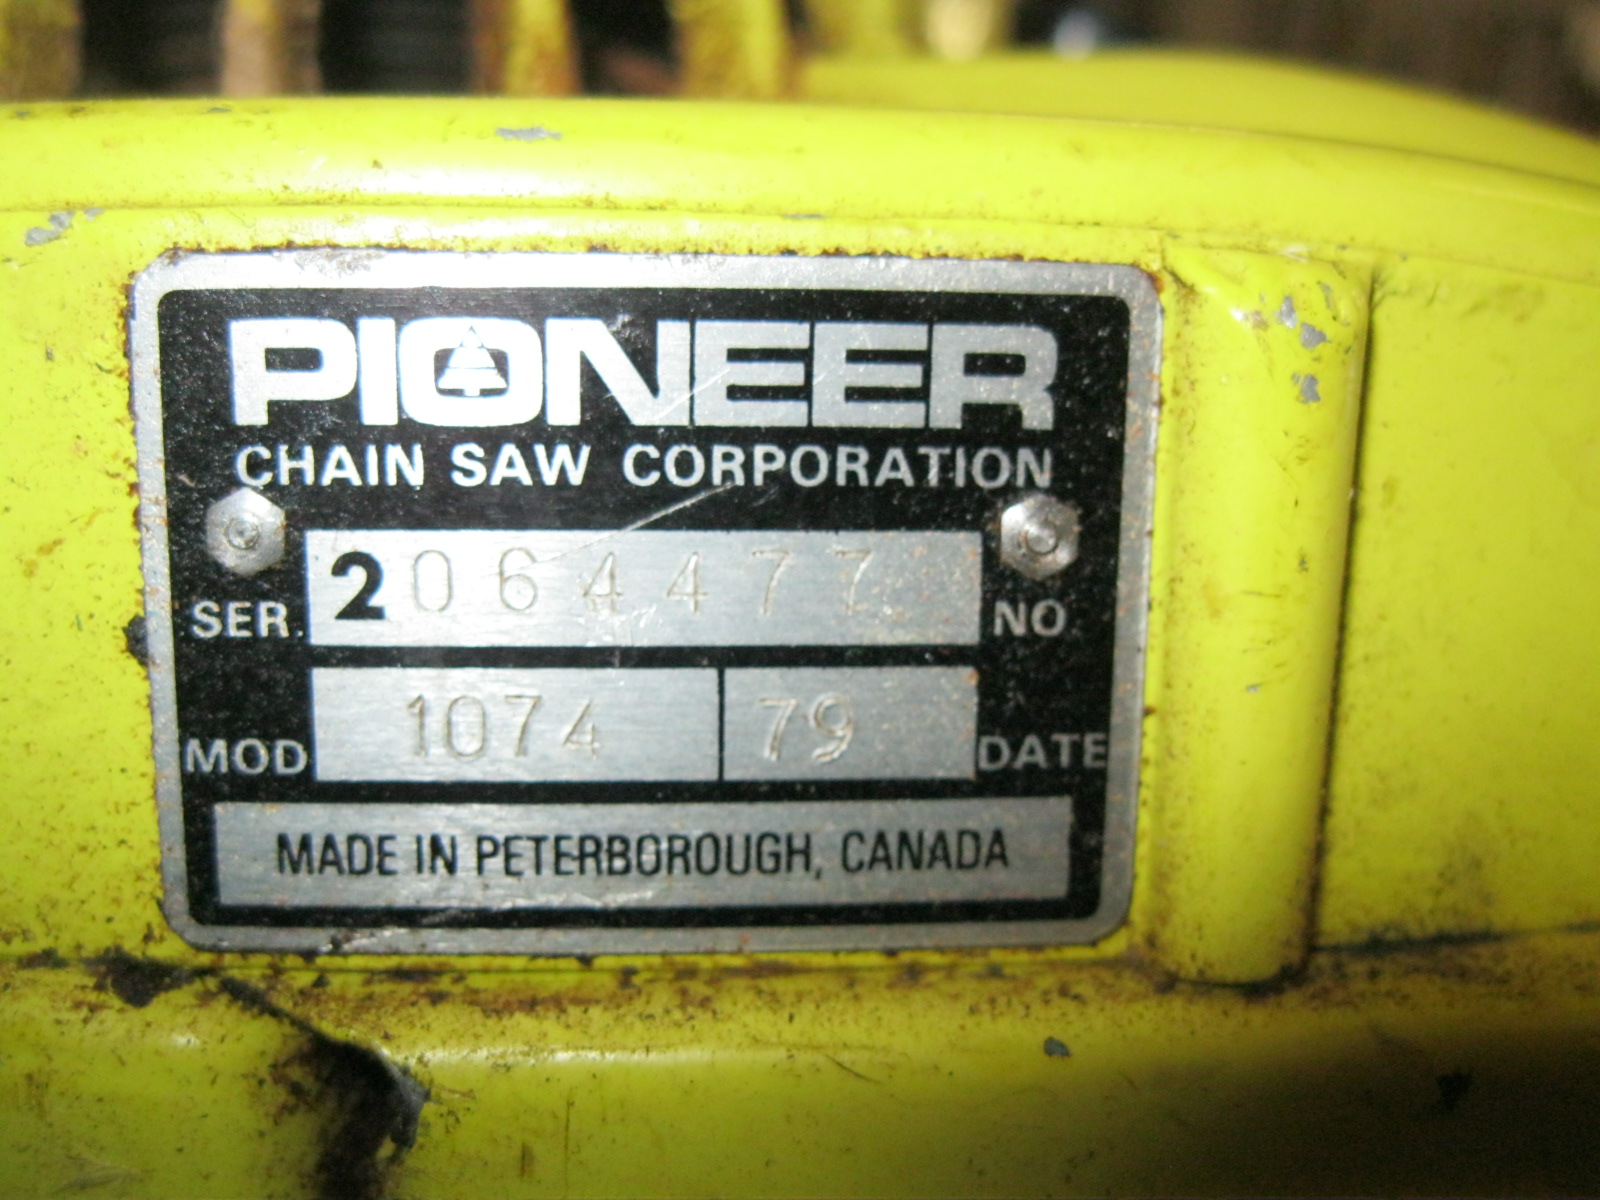 PIONEER
CHAIN SAW CORPORATION
SER. 2064477 NO
MOD 1074 79 DATE
MADE IN PETERBOROUGH, CANADA